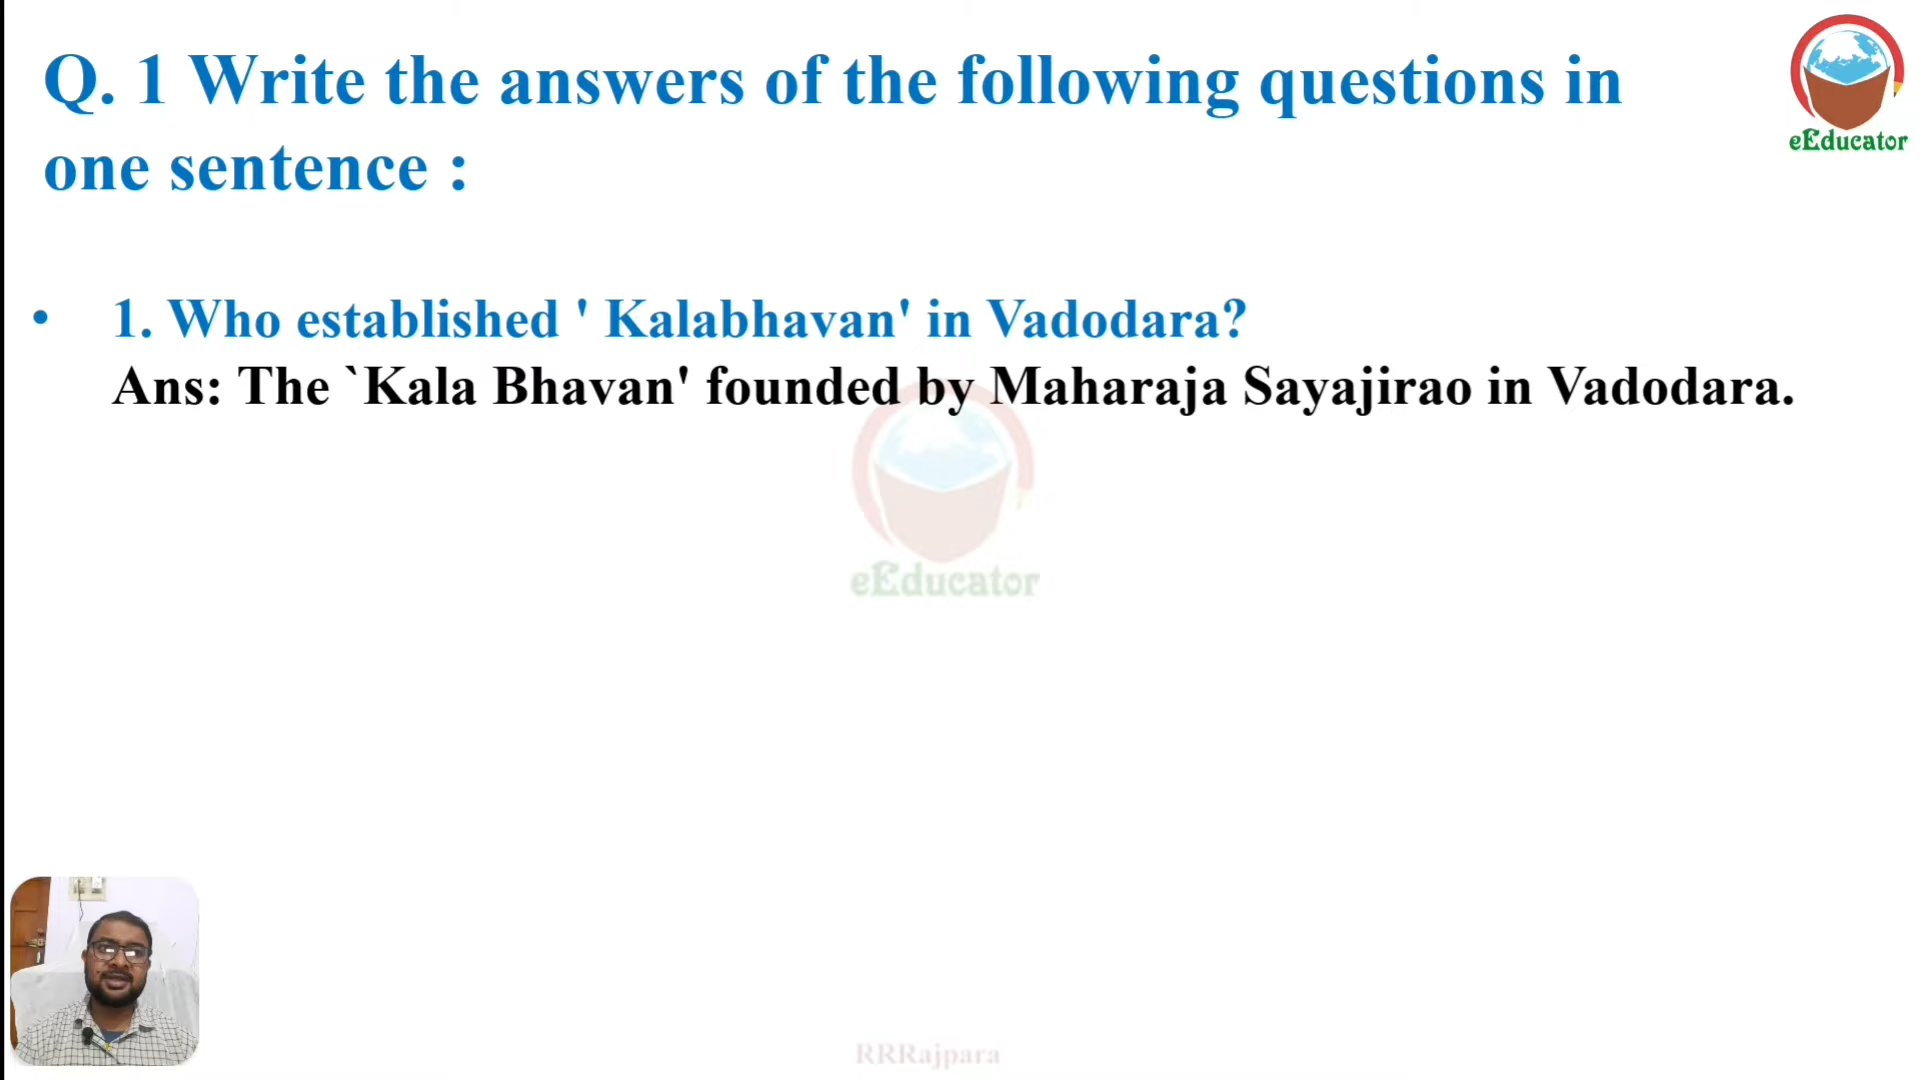 Q. 1 Write the answers of the following questions in
one sentence :
eEducator
• 1. Who established ' Kalabhavan' in Vadodara?
Ans: The `Kala Bhavan' founded by Maharaja Sayajirao in Vadodara.
eEducator
RRRajpara